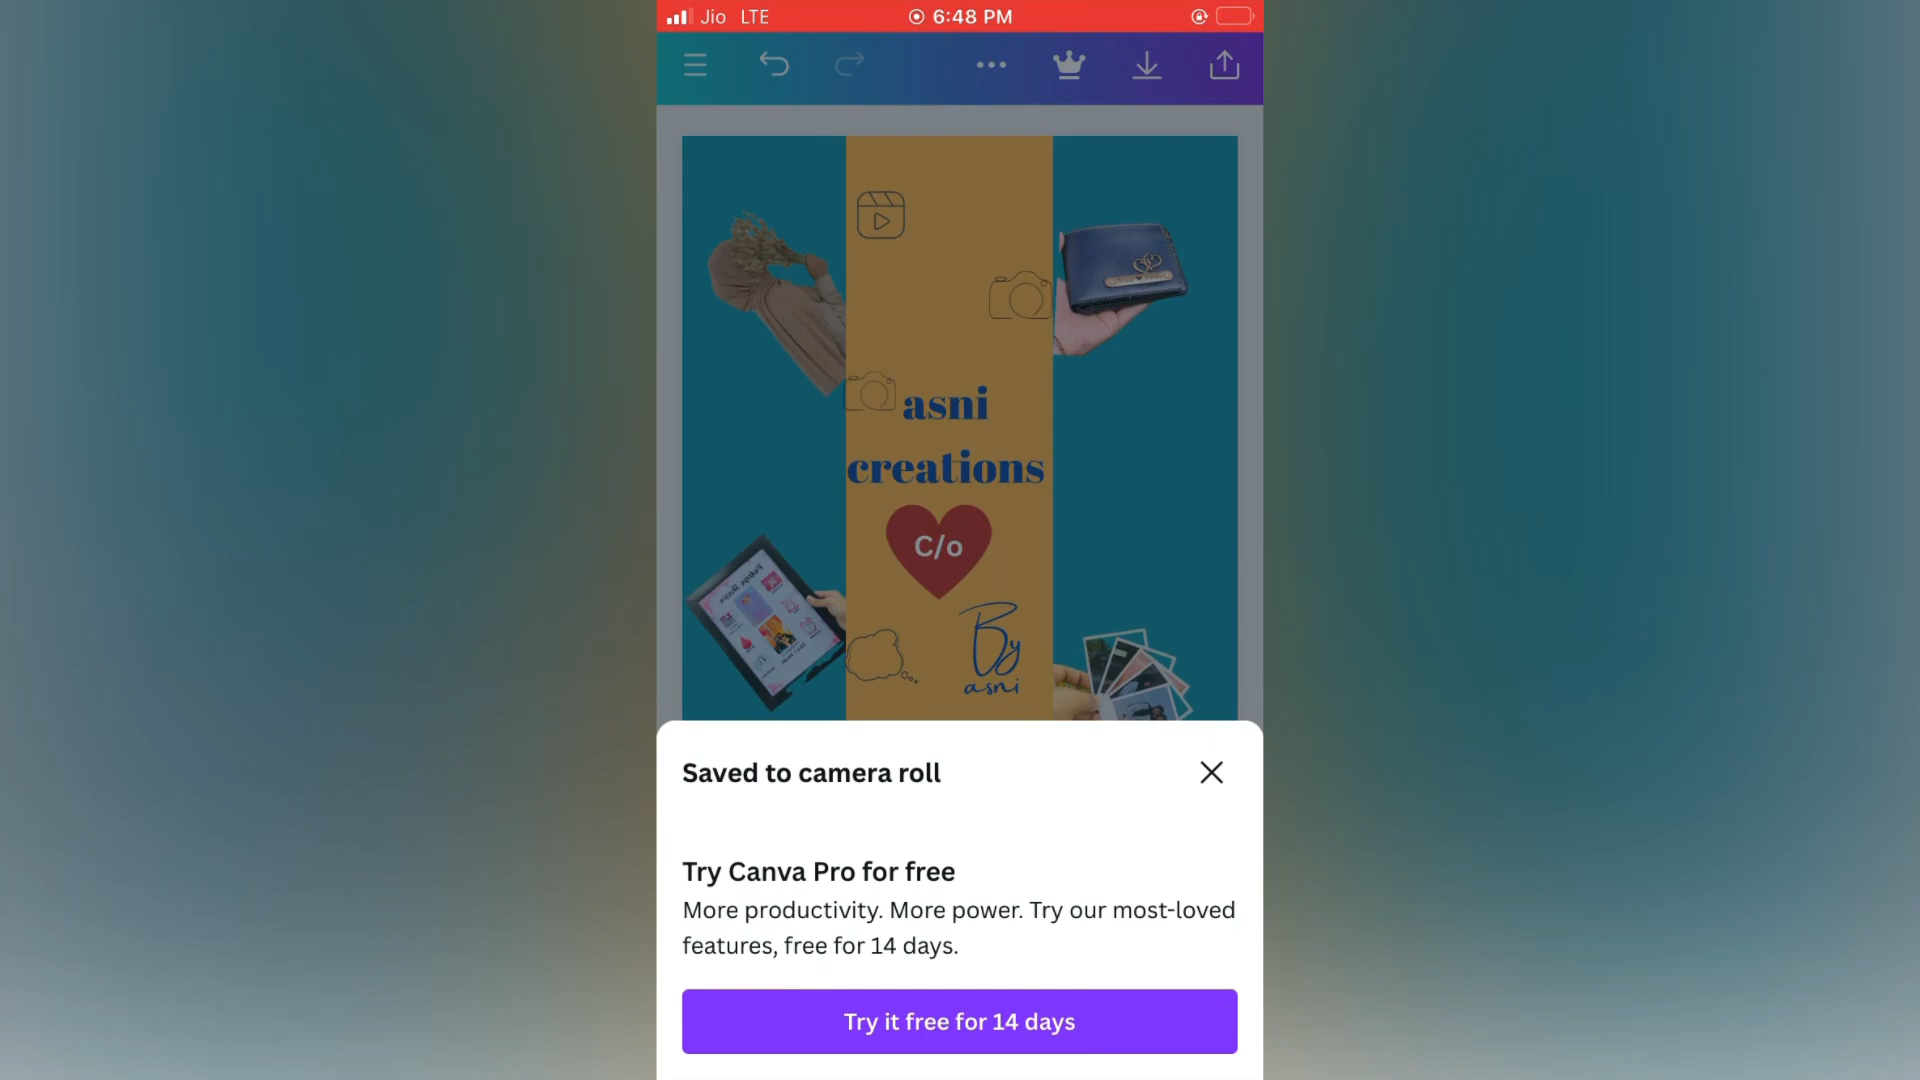 Jio LTE 6:48 PM
asni
creations
C/o
By
asni
Saved to camera roll
Try Canva Pro for free
More productivity. More power. Try our most-loved
features, free for 14 days.
Try it free for 14 days